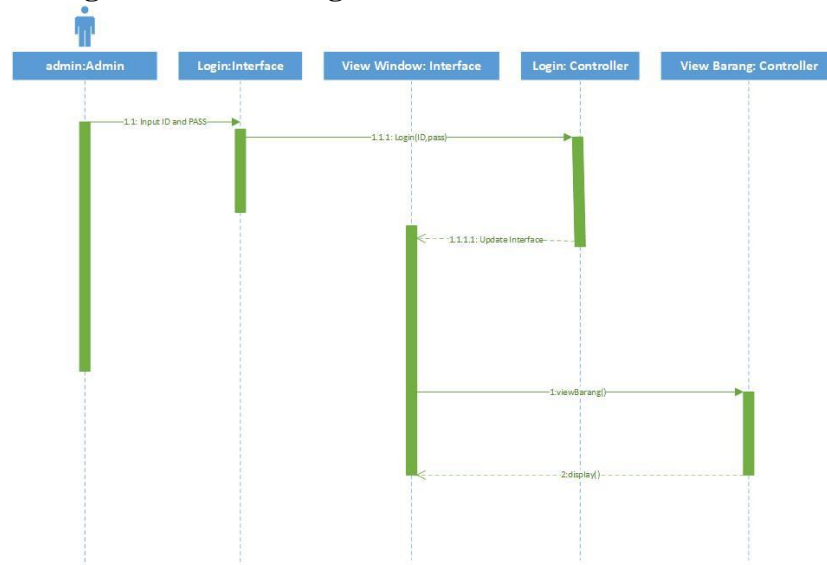 admin:Admin
Login:Interface
View Window: Interface
Login: Controller
View Barang: Controller
1.1: Input ID and PASS
1.1.1: Login(ID,pass)
1.1.1.1: Update Interface
1:viewBarang()
2:display()